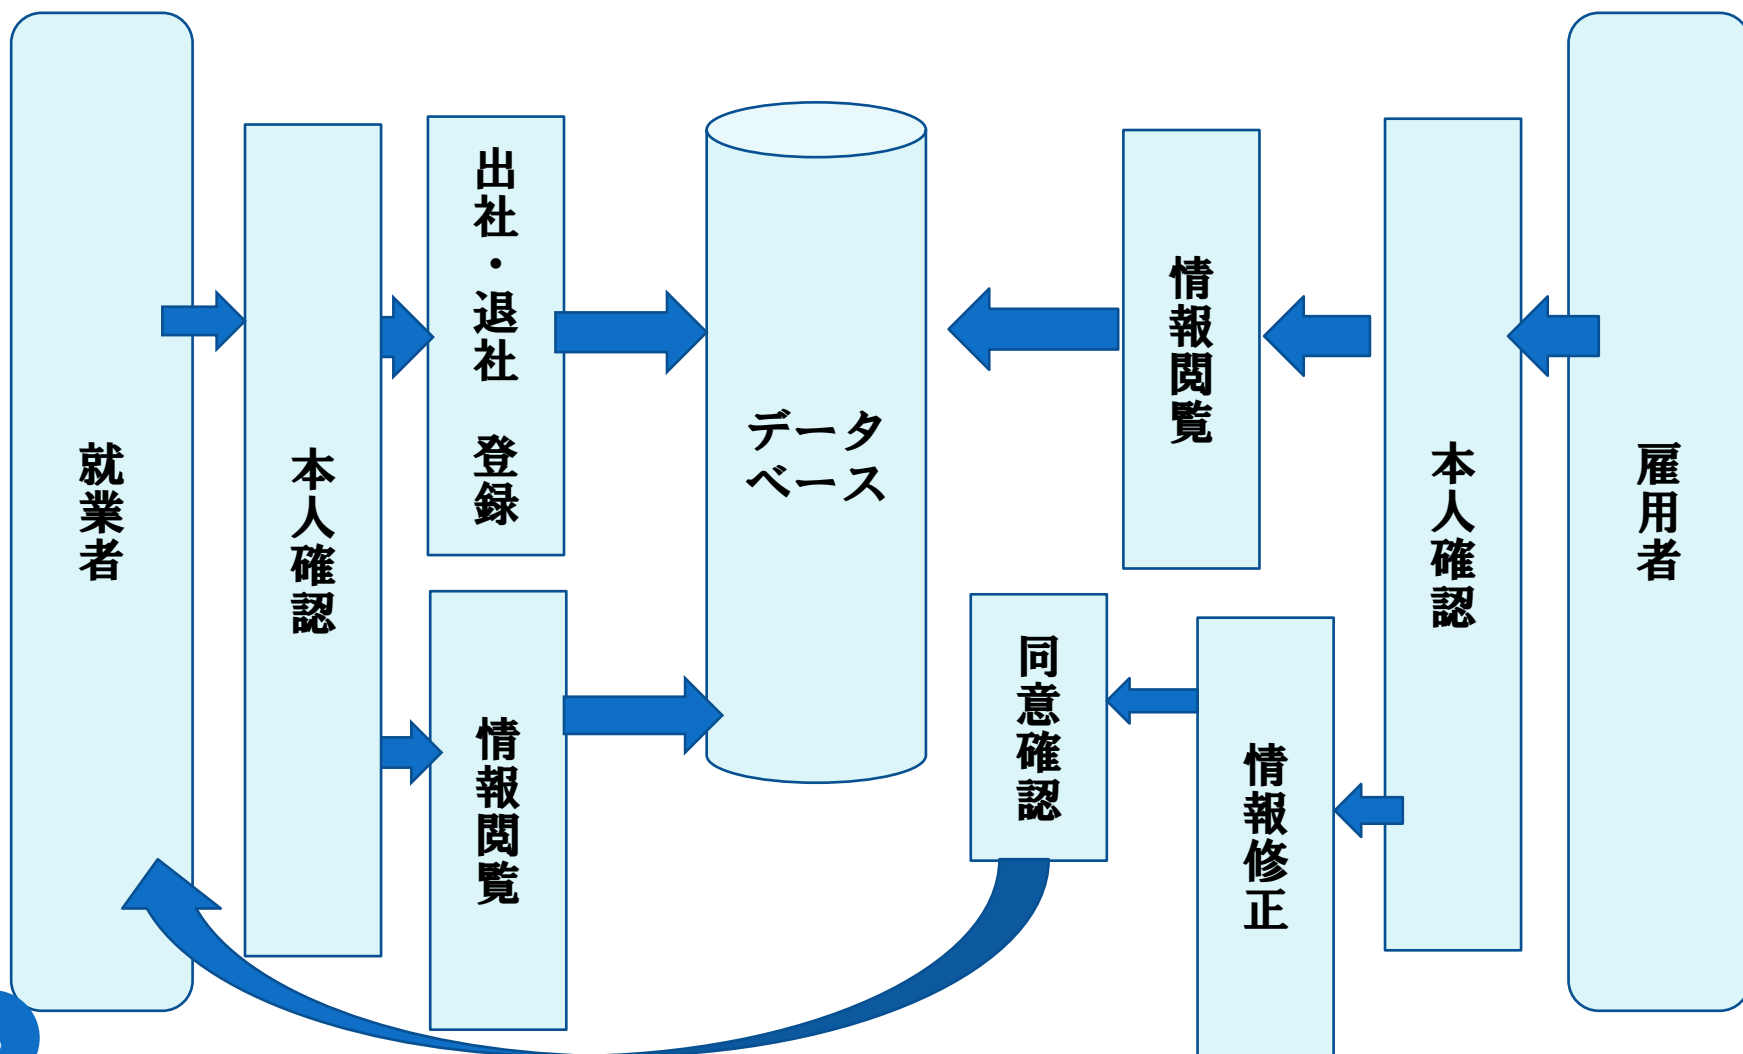 就業者
本人確認
出社・退社　登録
情報閲覧
データ
ベース
同意確認
情報閲覧
情報修正
本人確認
雇用者